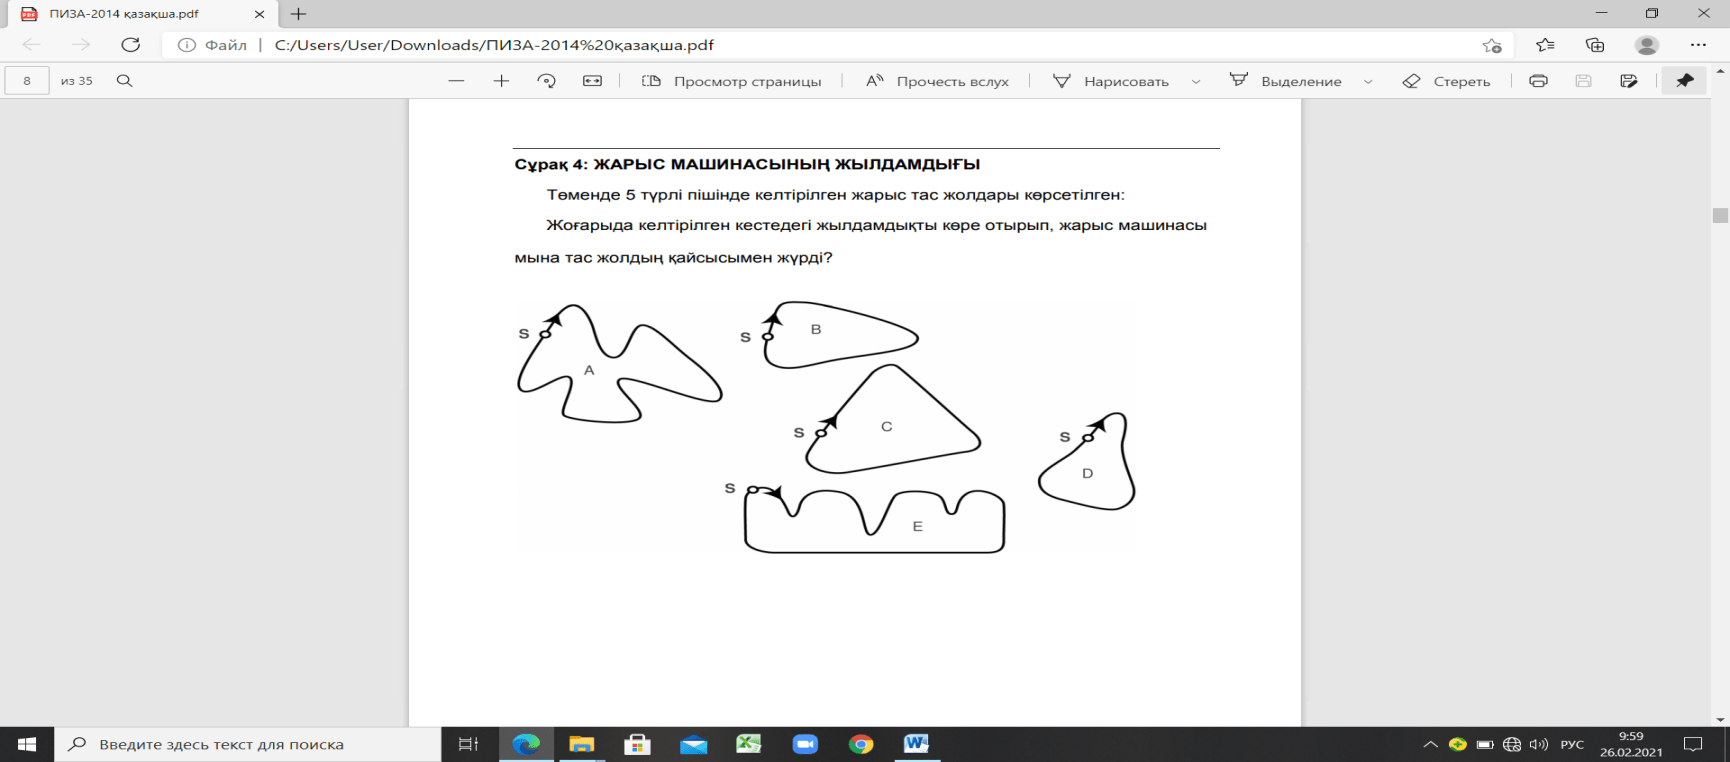 ПИЗА-2014 қазақша.pdf
Файл | C:/Users/User/Downloads/ПИЗА-2014%20қазақша.pdf
8 из 35 Просмотр страницы Прочесть вслух Нарисовать Выделение Стереть
Сұрақ 4: ЖАРЫС МАШИНАСЫНЫҢ ЖЫЛДАМДЫҒЫ
Төменде 5 түрлі пішінде келтірілген жарыс тас жолдары көрсетілген:
Жоғарыда келтірілген кестедегі жылдамдықты көре отырып, жарыс машинасы
мына тас жолдың қайсысымен жүрді?
S A
S B
S C
S D
S E
Введите здесь текст для поиска
РУС
9:59
26.02.2021